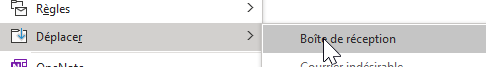 Règles
Déplacer
Boîte de réception
Courrier indésirable
OneNote